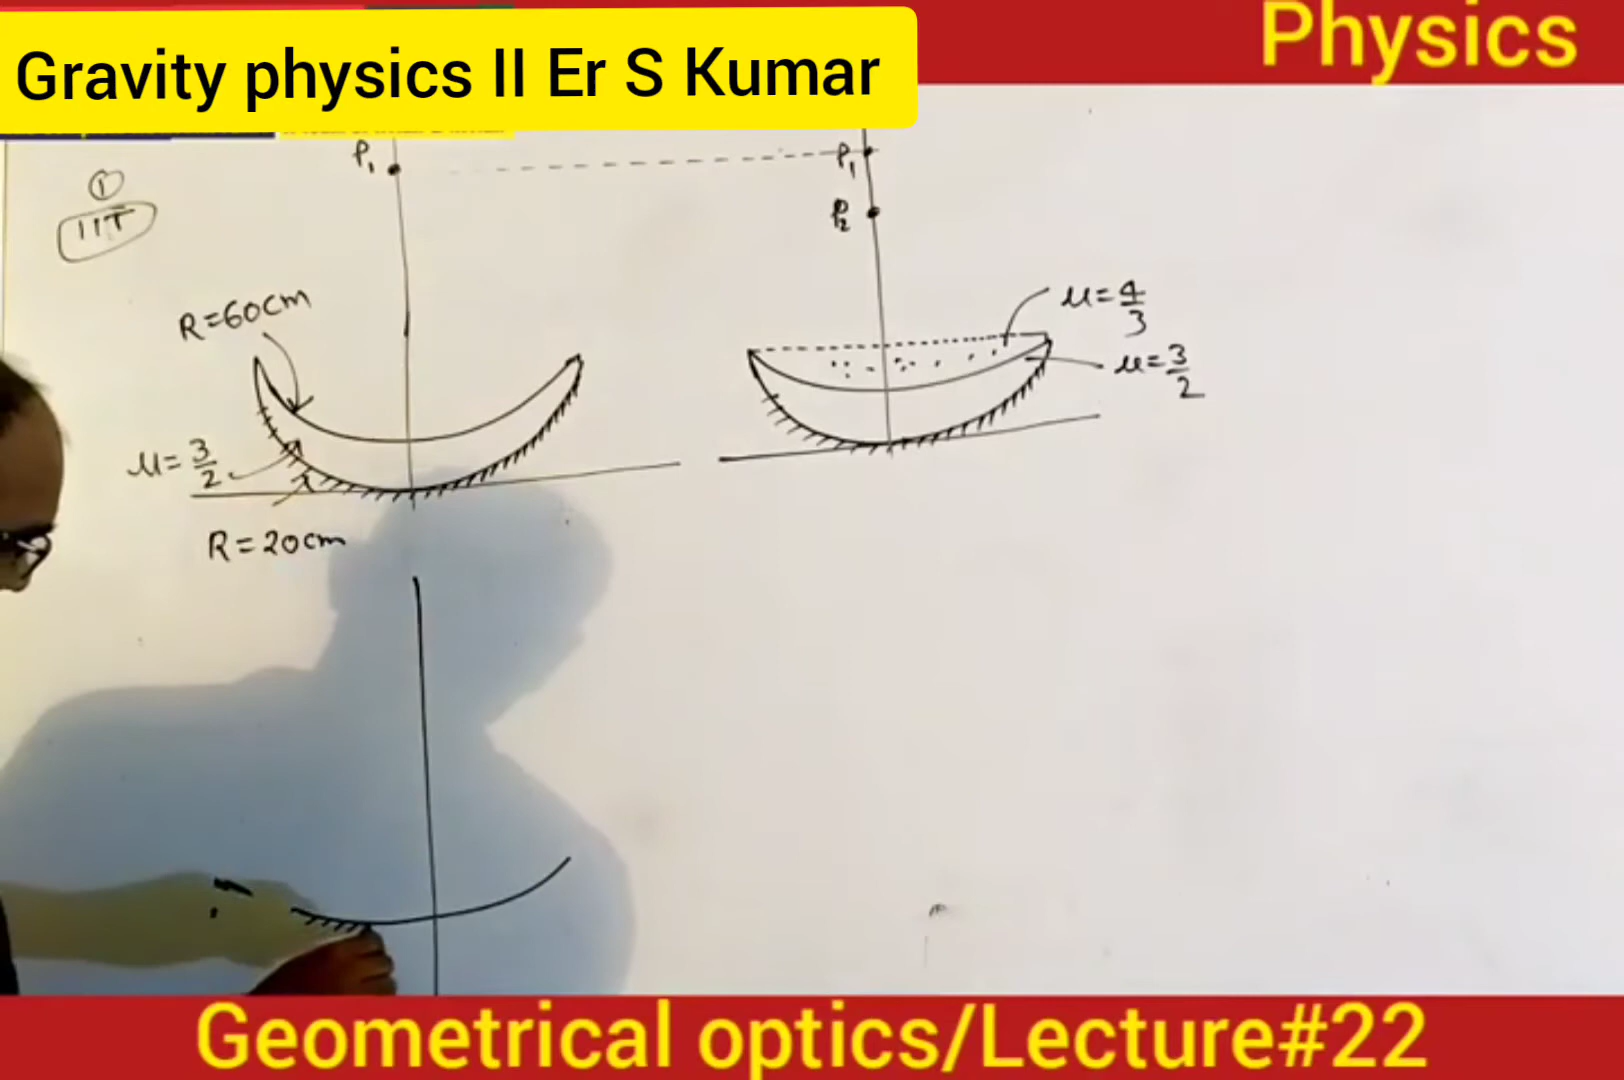 Physics
Gravity physics II Er S Kumar
①
IIT
P₁
P₁
P₂
R=60cm
μ=4/3
μ=3/2
μ=3/2
R=20cm
Geometrical optics/Lecture#22